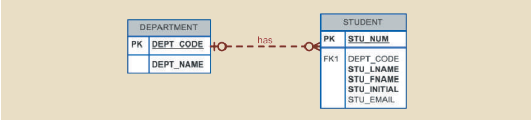 DEPARTMENT
PK DEPT_CODE
DEPT_NAME
has
STUDENT
PK STU_NUM
FK1 DEPT_CODE
STU_LNAME
STU_FNAME
STU_INITIAL
STU_EMAIL